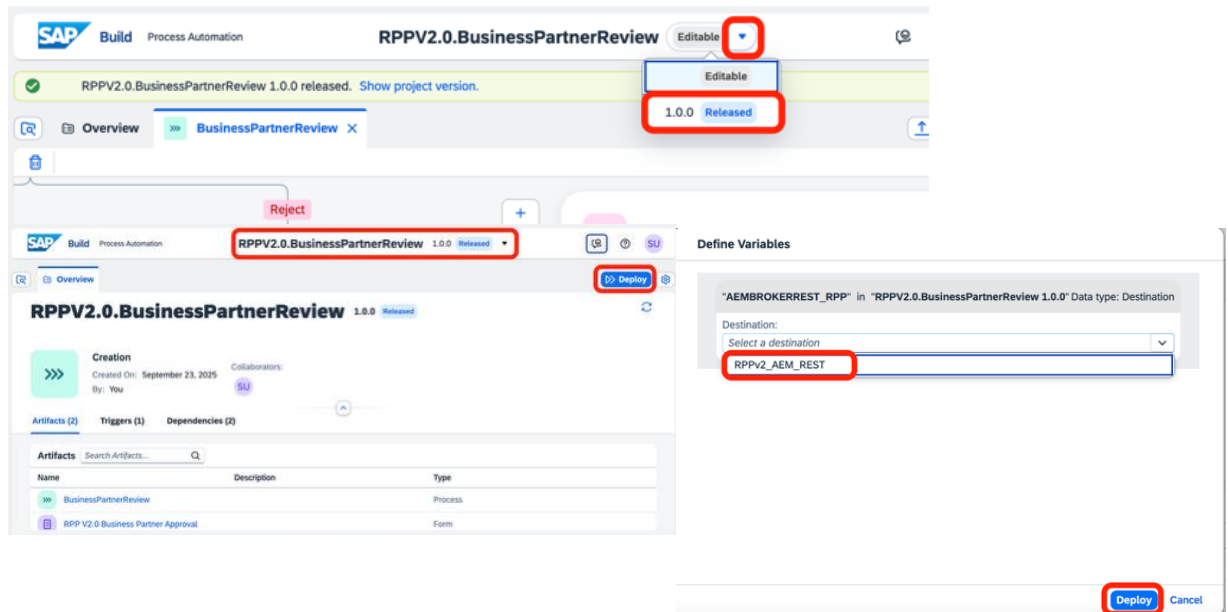 SAP Build Process Automation RPPV2.0.BusinessPartnerReview Editable
Editable
RPPV2.0.BusinessPartnerReview 1.0.0 released. Show project version.
1.0.0 Released
Overview BusinessPartnerReview
Reject
SAP Build Process Automation RPPV2.0.BusinessPartnerReview 1.0.0 Released SU
Overview Deploy
RPPV2.0.BusinessPartnerReview 1.0.0 Released
Creation
Created On: September 23, 2025
By: You
Collaborators:
SU
Artifacts (2) Triggers (1) Dependencies (2)
Artifacts Search Artifacts...
Name Description Type
BusinessPartnerReview Process
RPP V2.0 Business Partner Approval Form
Define Variables
"AEMBROKERREST_RPP" in "RPPV2.0.BusinessPartnerReview 1.0.0" Data type: Destination
Destination:
Select a destination
RPPv2_AEM_REST
Deploy Cancel